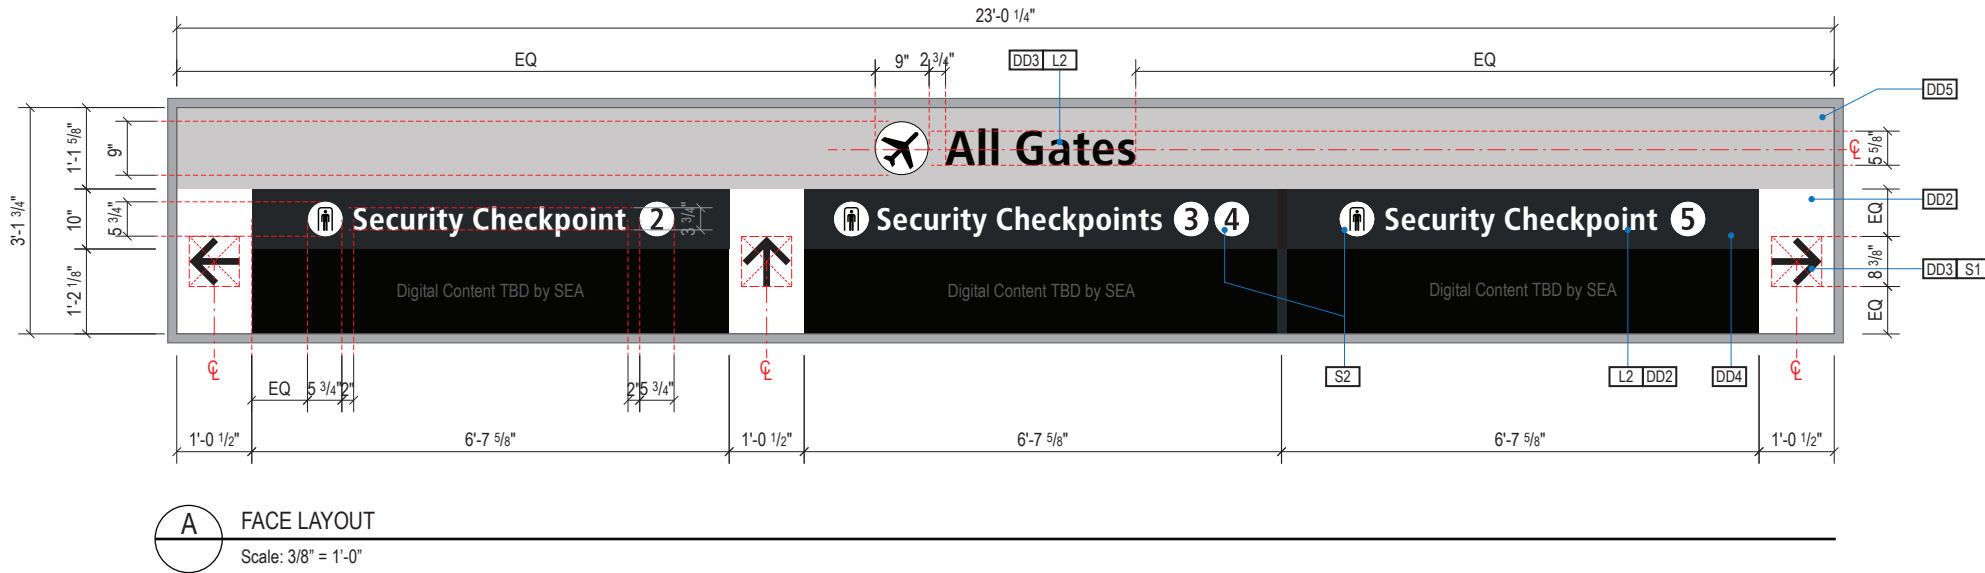 23'-0 1/4"
EQ
9"
2 3/4"
DD3 L2
EQ
DD5
1'-1 5/8"
9"
All Gates
5 5/8"
℄
3'-1 3/4"
10"
5 3/4"
Security Checkpoint 2
3 3/4"
Security Checkpoints 3 4
Security Checkpoint 5
EQ
DD2
1'-2 1/8"
Digital Content TBD by SEA
Digital Content TBD by SEA
Digital Content TBD by SEA
8 3/8"
DD3 S1
EQ
℄
℄
℄
EQ
5 3/4"
2"
2"
5 3/4"
S2
L2 DD2
DD4
1'-0 1/2"
6'-7 5/8"
1'-0 1/2"
6'-7 5/8"
6'-7 5/8"
1'-0 1/2"
A
FACE LAYOUT
Scale: 3/8” = 1’-0”